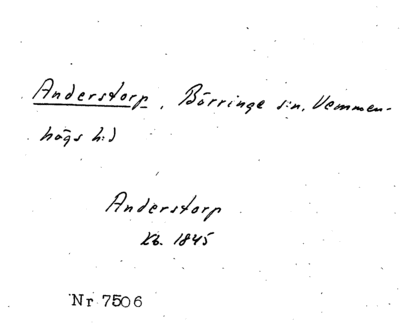 Anderstorp, Börringe s:n, Vemmen-
högs h:d
Anderstorp
Kb. 1845
Nr 7506